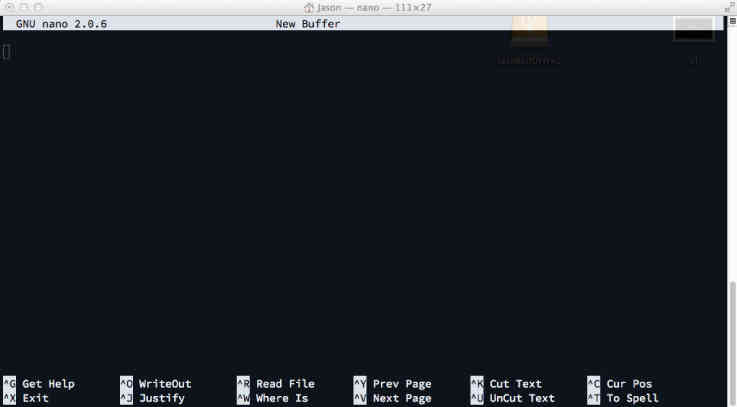 Jason — nano — 111×27
GNU nano 2.0.6 New Buffer
^G Get Help ^O WriteOut ^R Read File ^Y Prev Page ^K Cut Text ^C Cur Pos
^X Exit ^J Justify ^W Where Is ^V Next Page ^U UnCut Text ^T To Spell